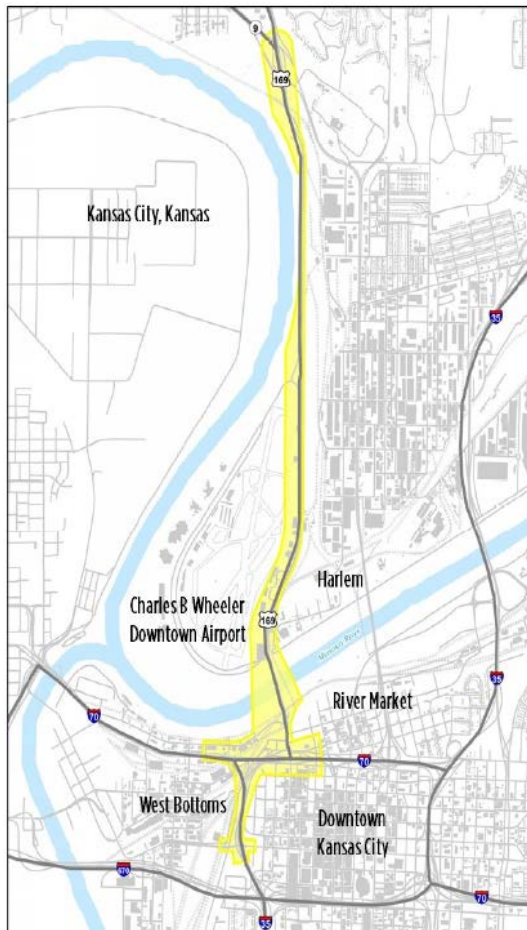 9
169
Kansas City, Kansas
35
Harlem
Charles B Wheeler
Downtown Airport
169
Missouri River
35
River Market
70
70
West Bottoms
Downtown
Kansas City
670
70
35